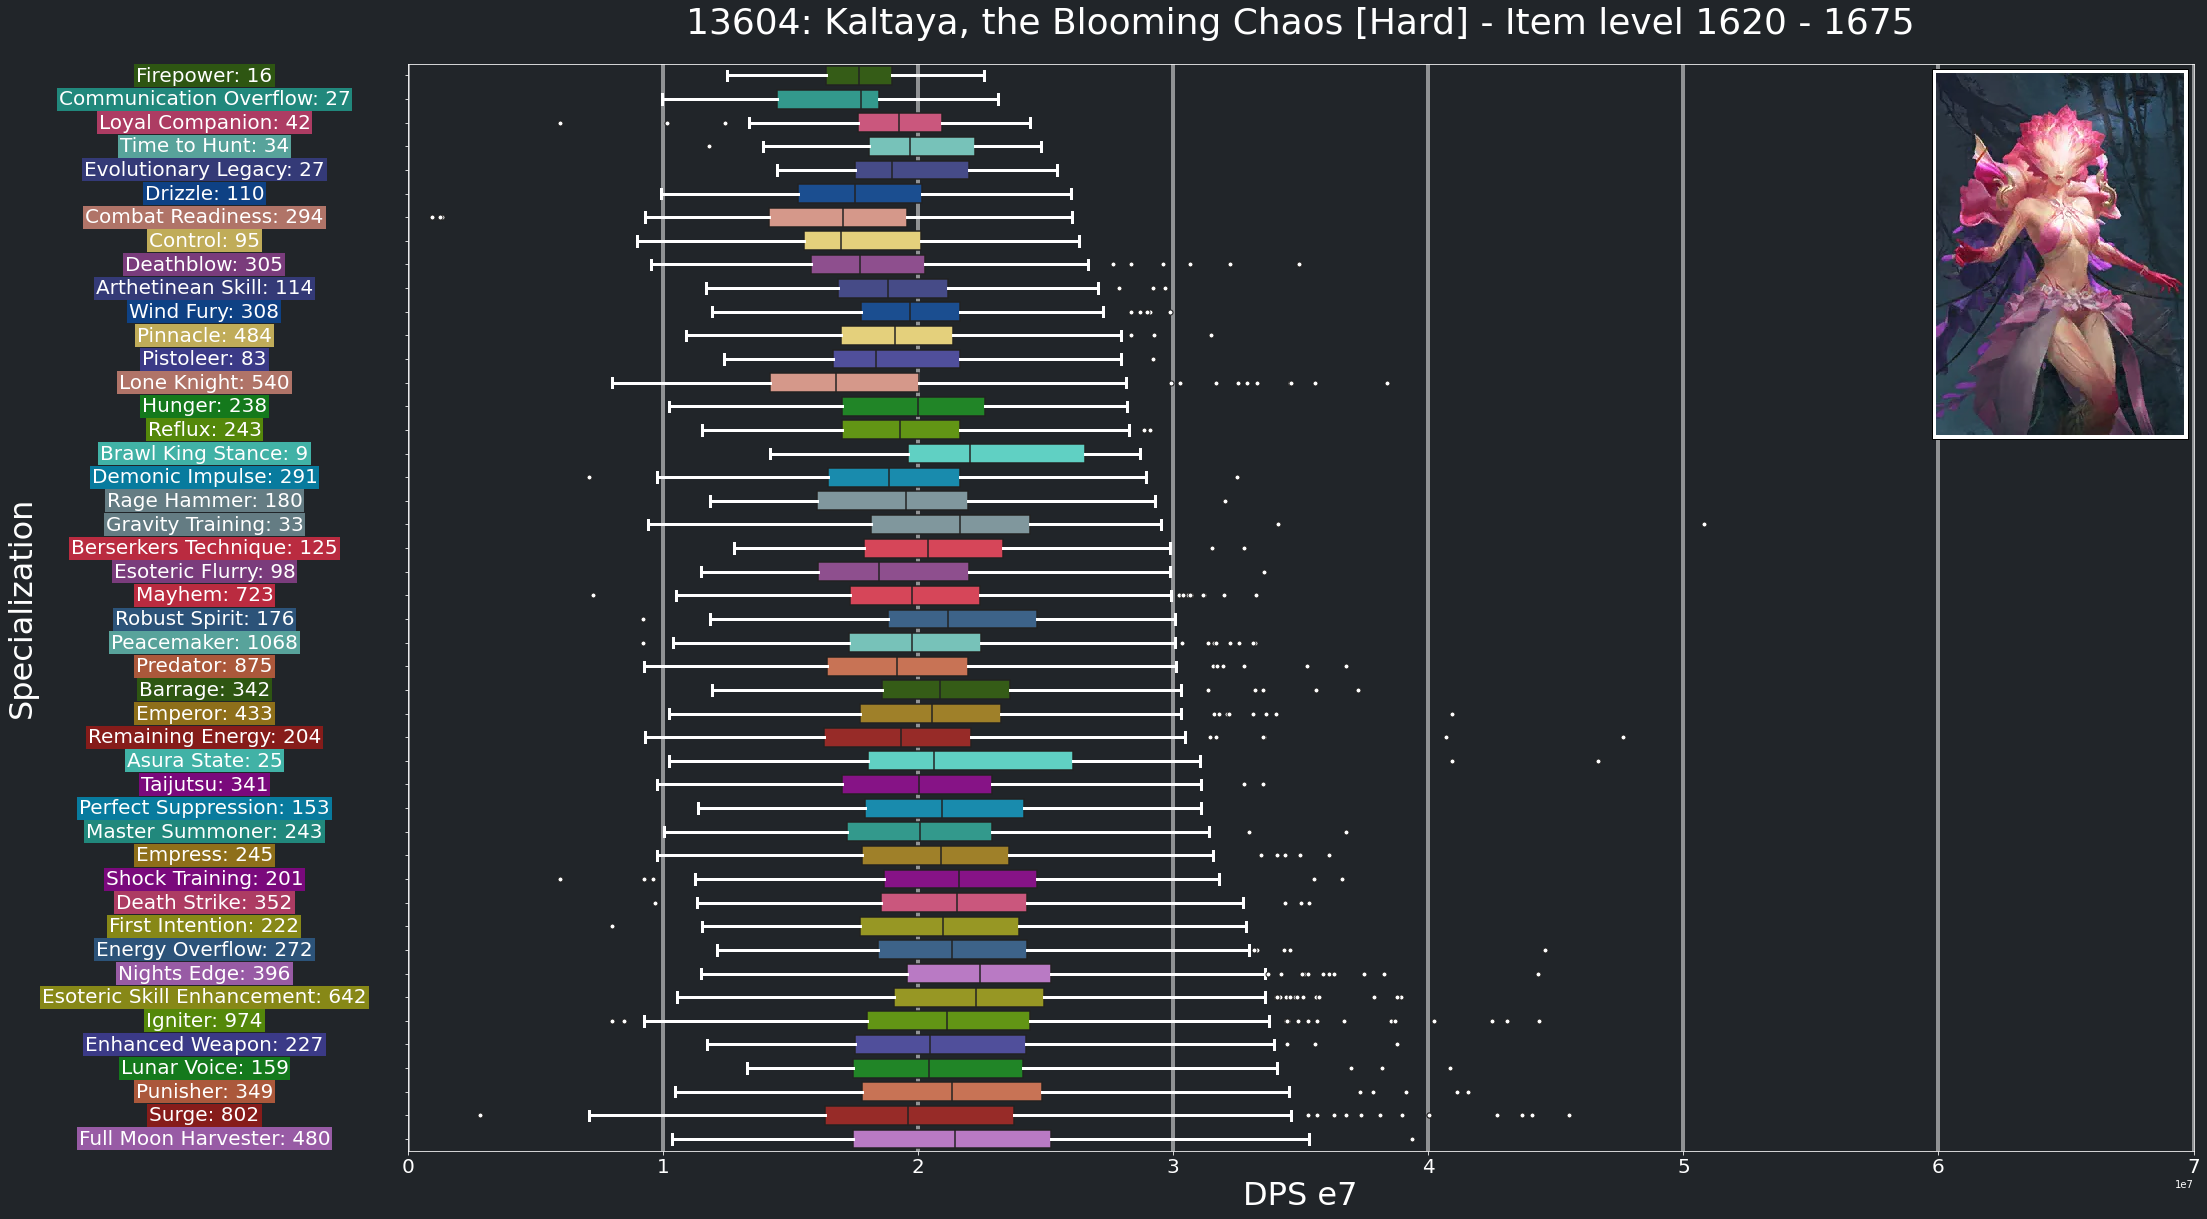 13604: Kaltaya, the Blooming Chaos [Hard] - Item level 1620 - 1675
Specialization
Firepower: 16
Communication Overflow: 27
Loyal Companion: 42
Time to Hunt: 34
Evolutionary Legacy: 27
Drizzle: 110
Combat Readiness: 294
Control: 95
Deathblow: 305
Arthetinean Skill: 114
Wind Fury: 308
Pinnacle: 484
Pistoleer: 83
Lone Knight: 540
Hunger: 238
Reflux: 243
Brawl King Stance: 9
Demonic Impulse: 291
Rage Hammer: 180
Gravity Training: 33
Berserkers Technique: 125
Esoteric Flurry: 98
Mayhem: 723
Robust Spirit: 176
Peacemaker: 1068
Predator: 875
Barrage: 342
Emperor: 433
Remaining Energy: 204
Asura State: 25
Taijutsu: 341
Perfect Suppression: 153
Master Summoner: 243
Empress: 245
Shock Training: 201
Death Strike: 352
First Intention: 222
Energy Overflow: 272
Nights Edge: 396
Esoteric Skill Enhancement: 642
Igniter: 974
Enhanced Weapon: 227
Lunar Voice: 159
Punisher: 349
Surge: 802
Full Moon Harvester: 480
0 1 2 3 4 5 6 7
1e7
DPS e7